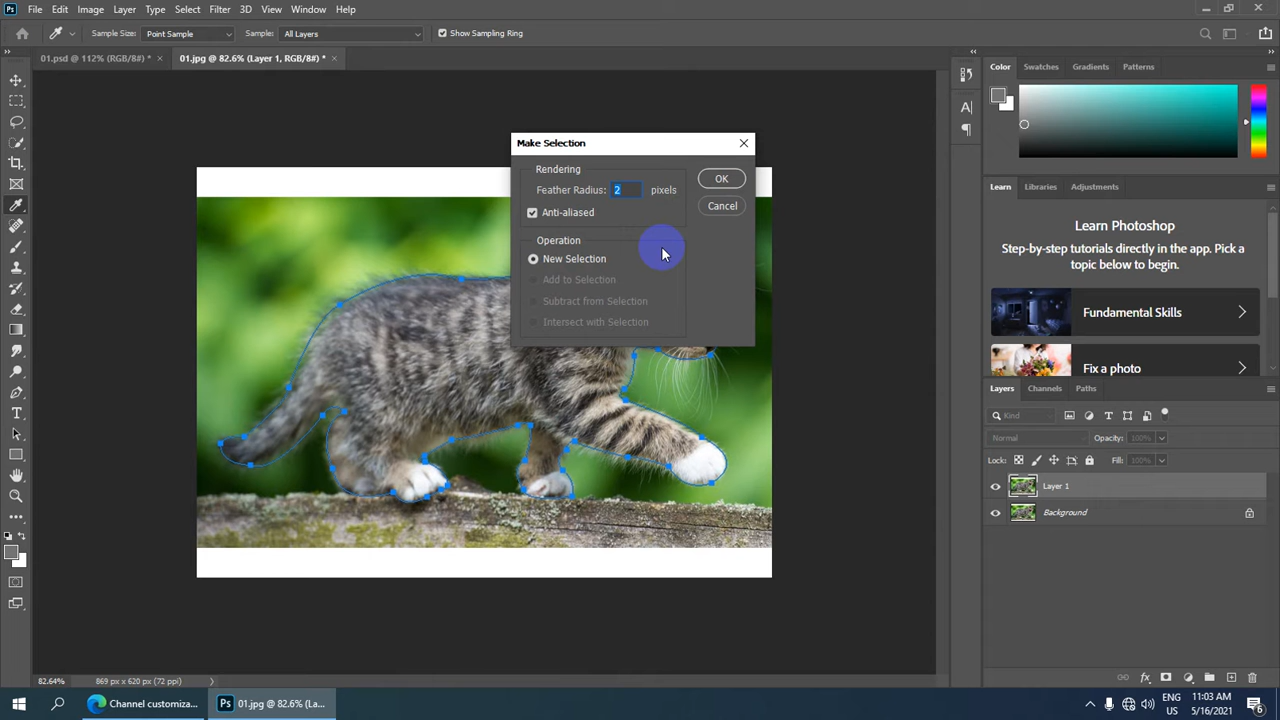 Ps File Edit Image Layer Type Select Filter 3D View Window Help
Sample Size: Point Sample Sample: All Layers Show Sampling Ring
01.psd @ 112% (RGB/8#) * × 01.jpg @ 82.6% (Layer 1, RGB/8#) * ×
Color Swatches Gradients Patterns
Make Selection
Rendering
Feather Radius: 2 pixels
Anti-aliased
OK
Cancel
Operation
New Selection
Add to Selection
Subtract from Selection
Intersect with Selection
Learn Libraries Adjustments
Learn Photoshop
Step-by-step tutorials directly in the app. Pick a
topic below to begin.
Fundamental Skills
Fix a photo
Layers Channels Paths
Kind
Normal Opacity: 100%
Lock: Fill: 100%
Layer 1
Background
82.64% 869 px x 620 px (72 ppi)
Channel customiza...
Ps 01.jpg @ 82.6% (La...
ENG
US
11:03 AM
5/16/2021
6